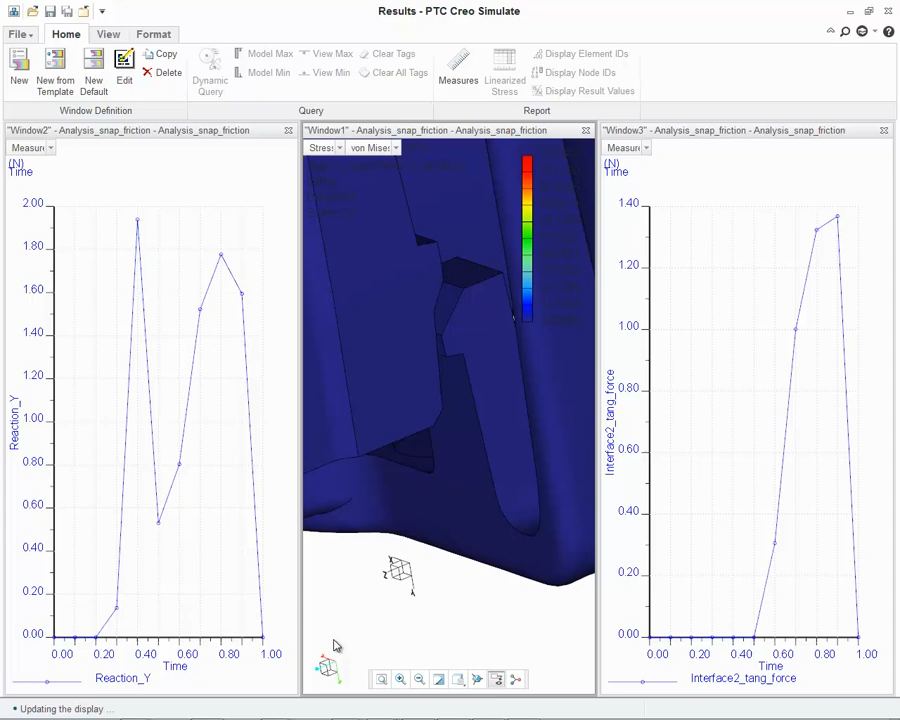 Results - PTC Creo Simulate
File
Home
View
Format
New
New from
Template
New
Default
Edit
Copy
Delete
Window Definition
Dynamic
Query
Model Max
View Max
Clear Tags
Model Min
View Min
Clear All Tags
Query
Measures
Linearized
Stress
Display Element IDs
Display Node IDs
Display Result Values
Report
"Window2" - Analysis_snap_friction - Analysis_snap_friction
Measur
(N)
Time
2.00
1.80
1.60
1.40
1.20
1.00
0.80
0.60
0.40
0.20
0.00
Reaction_Y
0.00 0.20 0.40 0.60 0.80 1.00
Time
Reaction_Y
"Window1" - Analysis_snap_friction - Analysis_snap_friction
Stress
von Mises
X
Z
Y
"Window3" - Analysis_snap_friction - Analysis_snap_friction
Measur
(N)
Time
1.40
1.20
1.00
0.80
0.60
0.40
0.20
0.00
Interface2_tang_force
0.00 0.20 0.40 0.60 0.80 1.00
Time
Interface2_tang_force
Updating the display ...